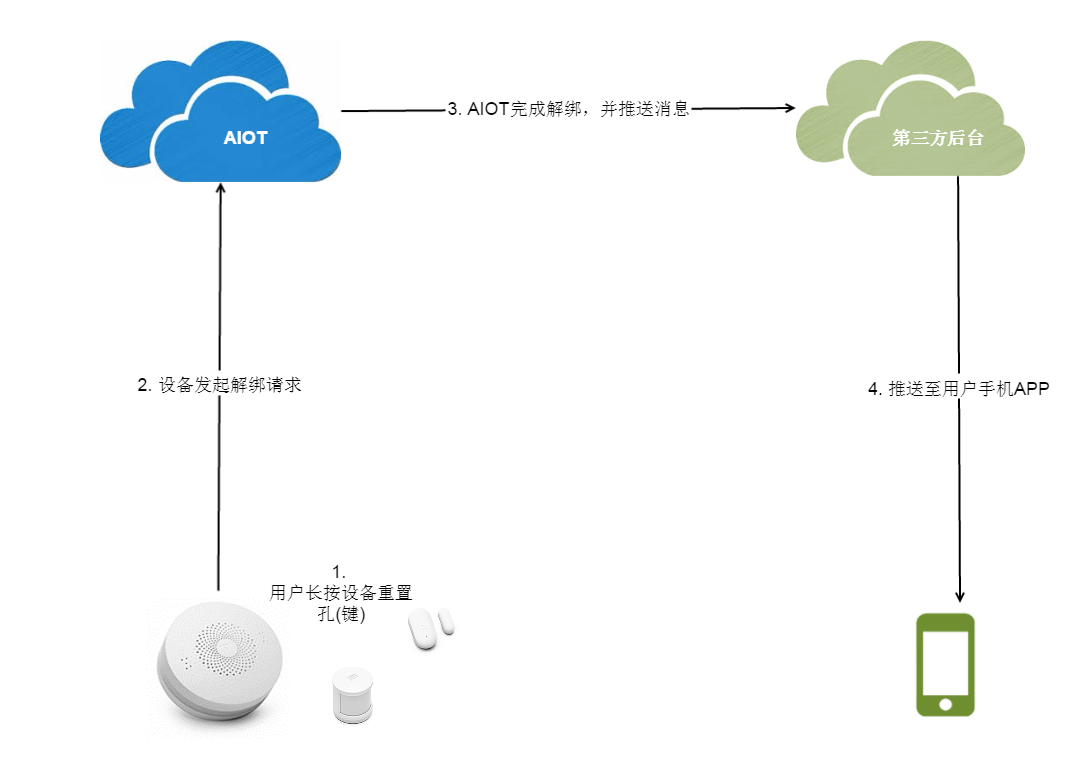 AIOT
3. AIOT完成解绑，并推送消息
第三方后台
2. 设备发起解绑请求
4. 推送至用户手机APP
1.
用户长按设备重置
孔(键)